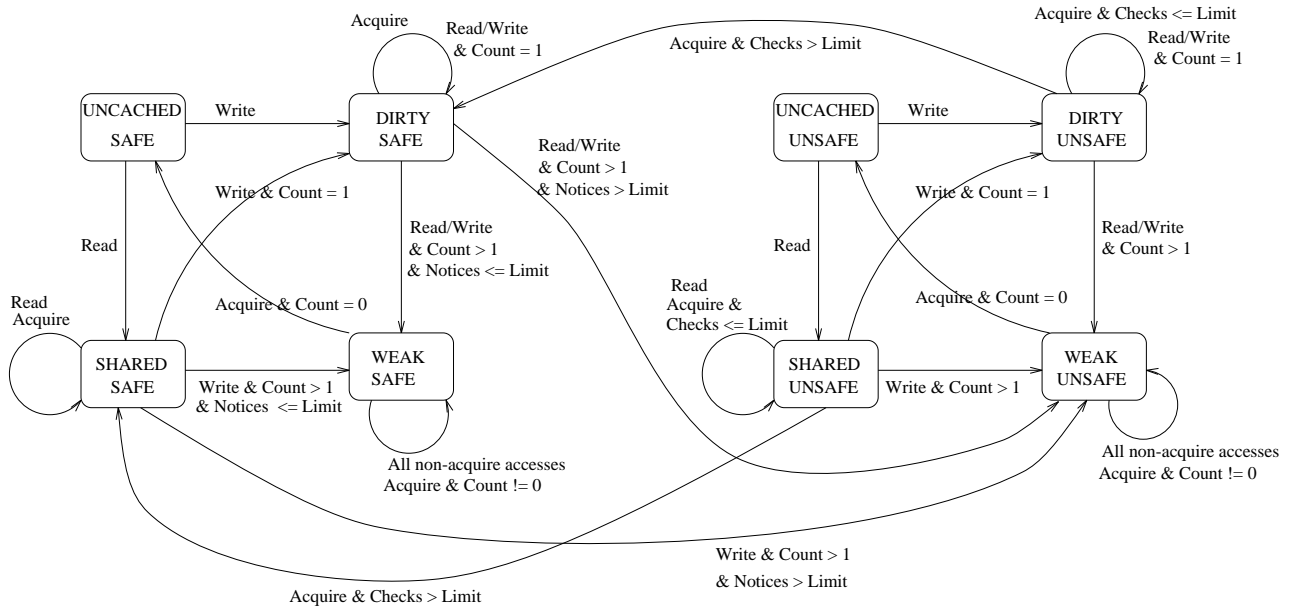 Acquire
Read/Write
& Count = 1
Acquire & Checks > Limit
Acquire & Checks <= Limit
Read/Write
& Count = 1
UNCACHED
SAFE
Write
DIRTY
SAFE
UNCACHED
UNSAFE
Write
DIRTY
UNSAFE
Read/Write
& Count > 1
& Notices > Limit
Write & Count = 1
Write & Count = 1
Read
Read/Write
& Count > 1
& Notices <= Limit
Read
Read/Write
& Count > 1
Acquire & Count = 0
Acquire & Count = 0
Read
Acquire
Read
Acquire &
Checks <= Limit
SHARED
SAFE
WEAK
SAFE
SHARED
UNSAFE
WEAK
UNSAFE
Write & Count > 1
& Notices <= Limit
Write & Count > 1
All non-acquire accesses
Acquire & Count != 0
All non-acquire accesses
Acquire & Count != 0
Write & Count > 1
& Notices > Limit
Acquire & Checks > Limit